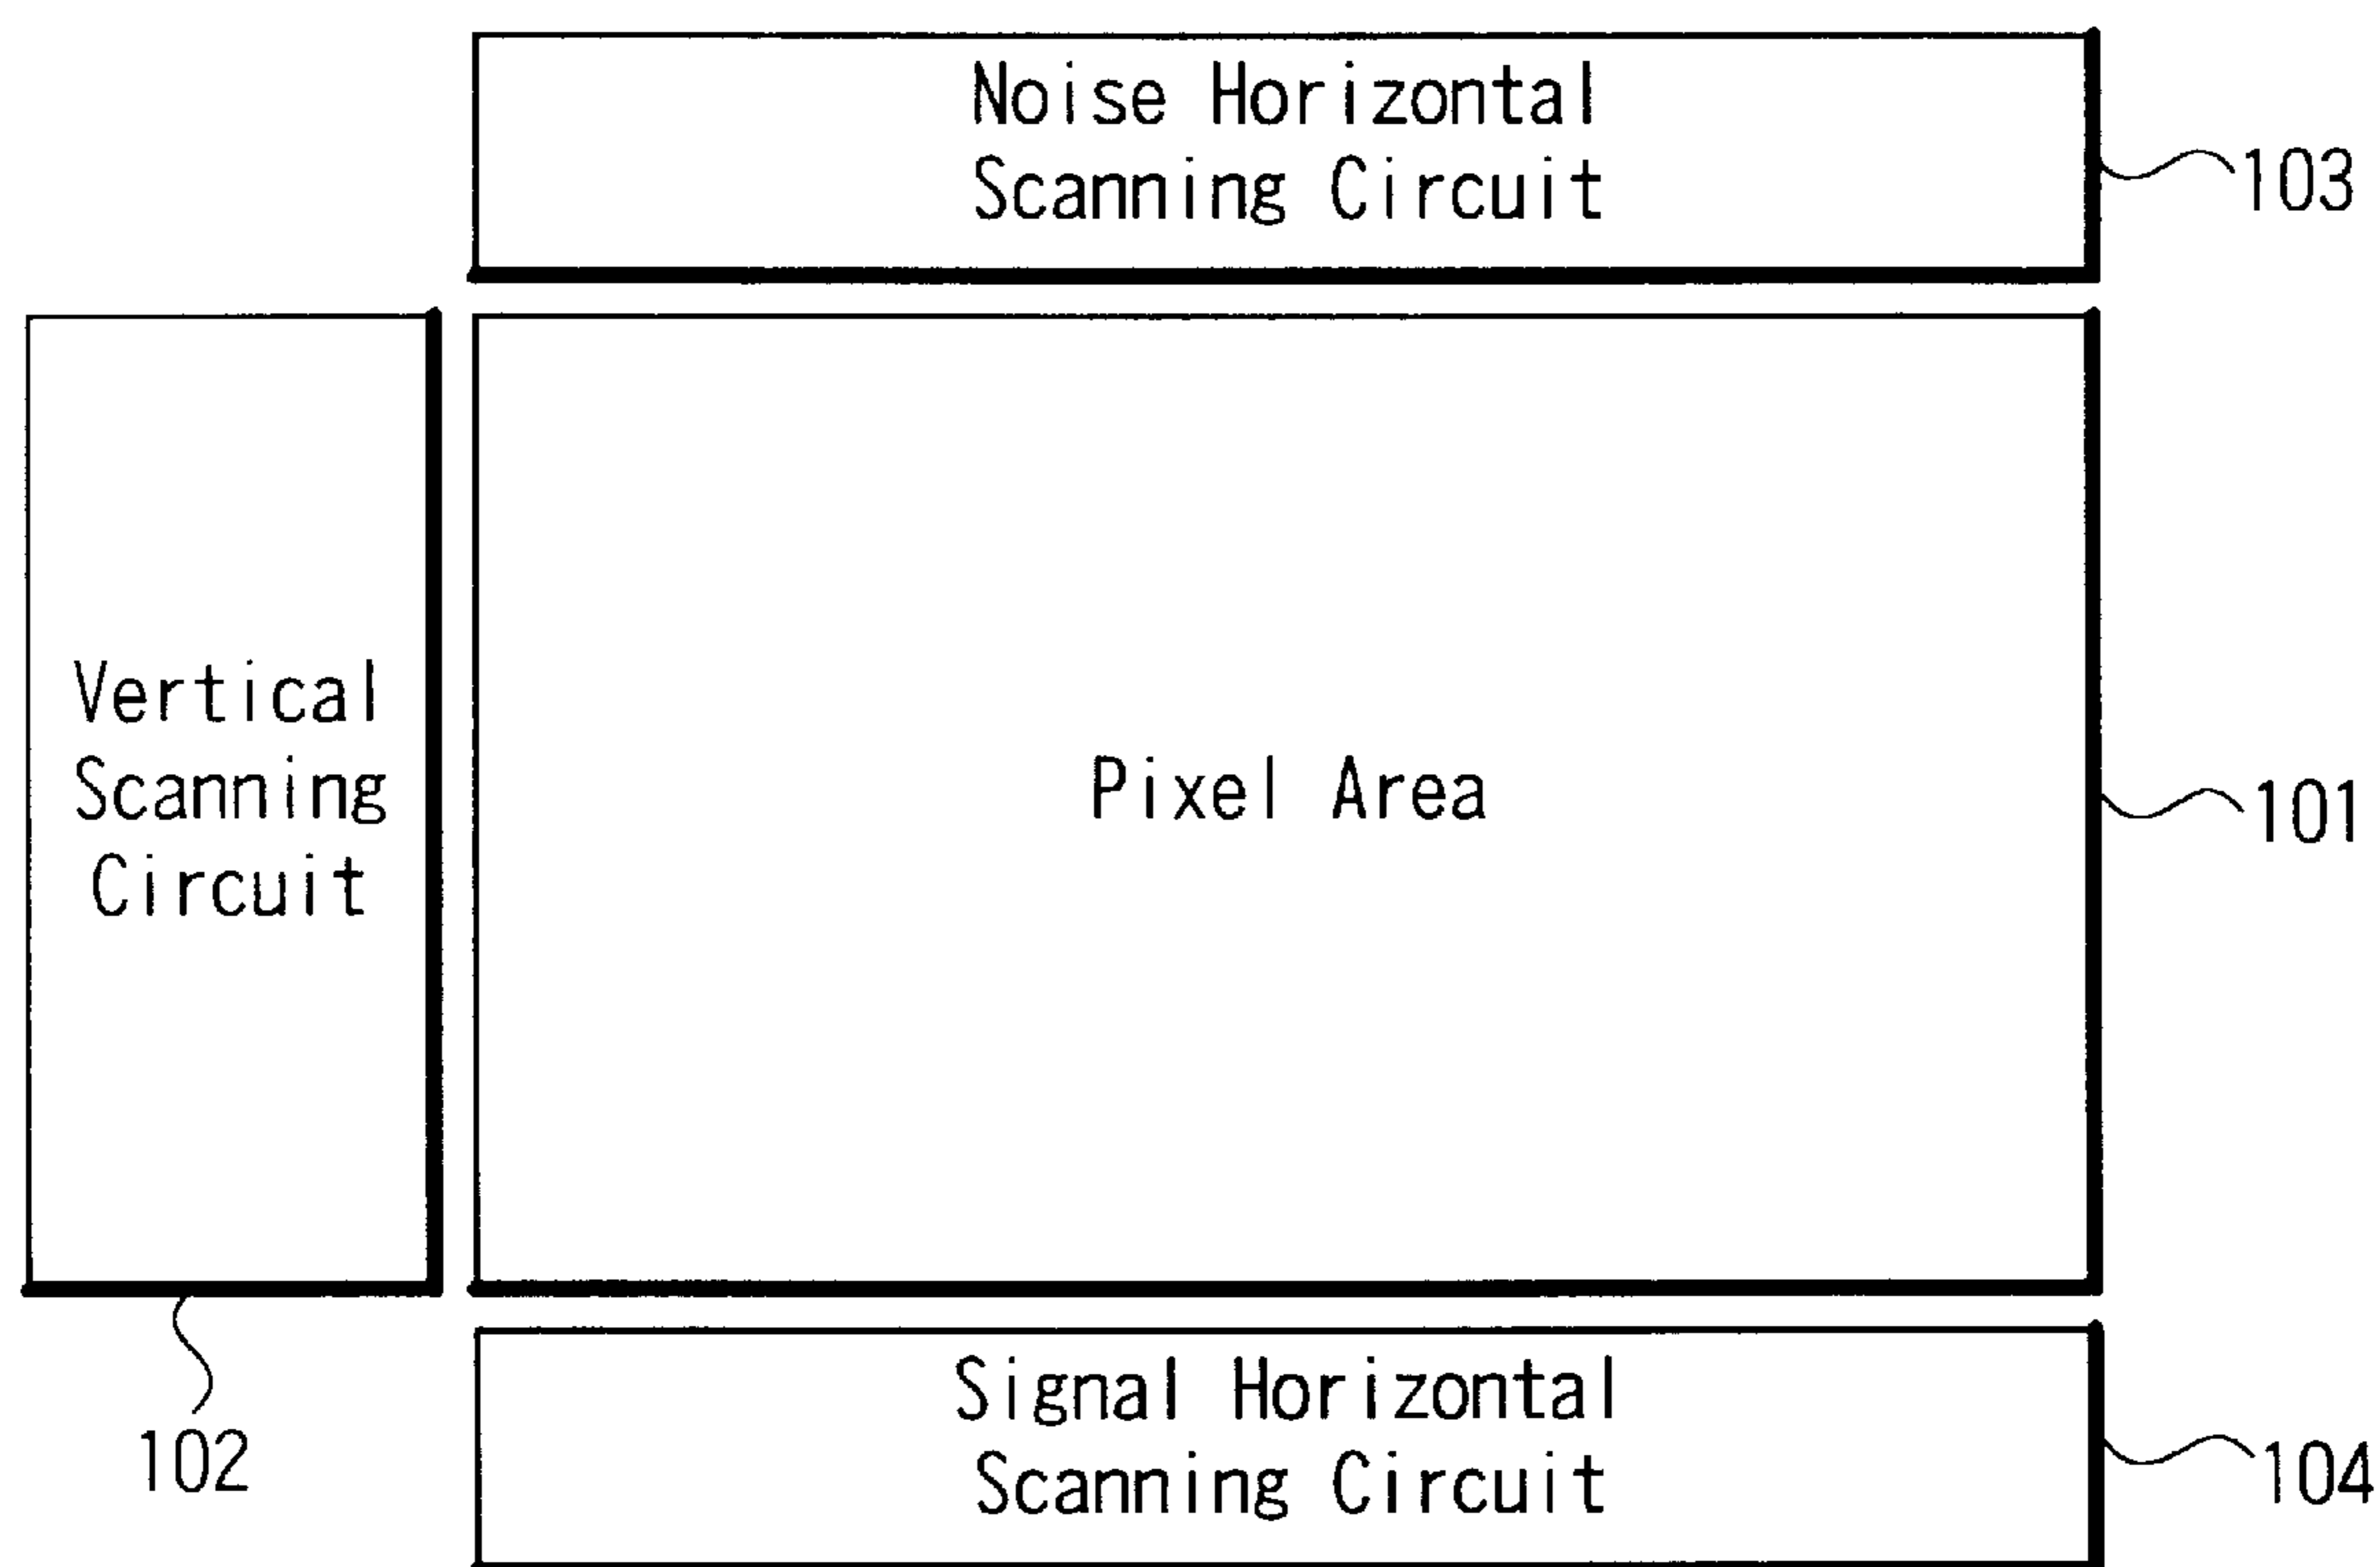 Noise Horizontal
Scanning Circuit
103
Vertical
Scanning
Circuit
Pixel Area
101
102
Signal Horizontal
Scanning Circuit
104